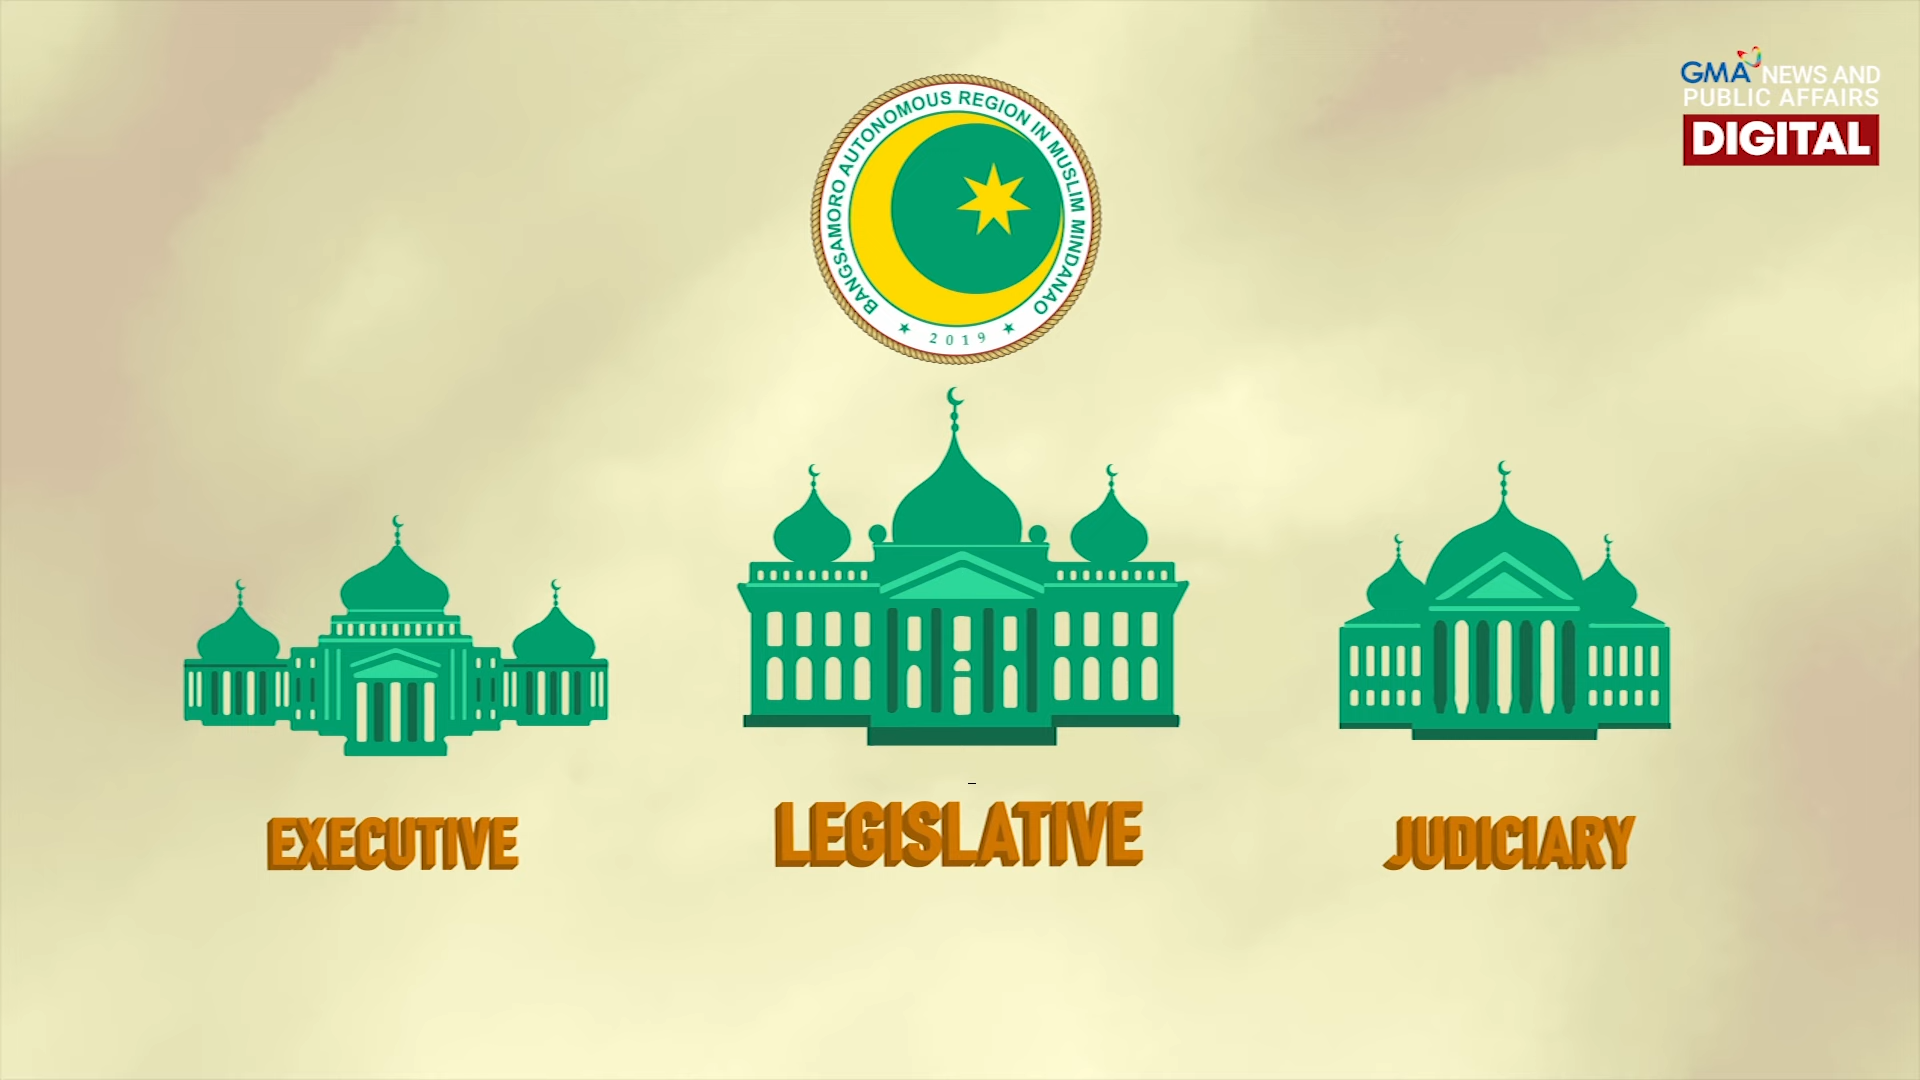 GMA NEWS AND
PUBLIC AFFAIRS
DIGITAL
BANGSAMORO AUTONOMOUS REGION IN MUSLIM MINDANAO
2019
EXECUTIVE
LEGISLATIVE
JUDICIARY